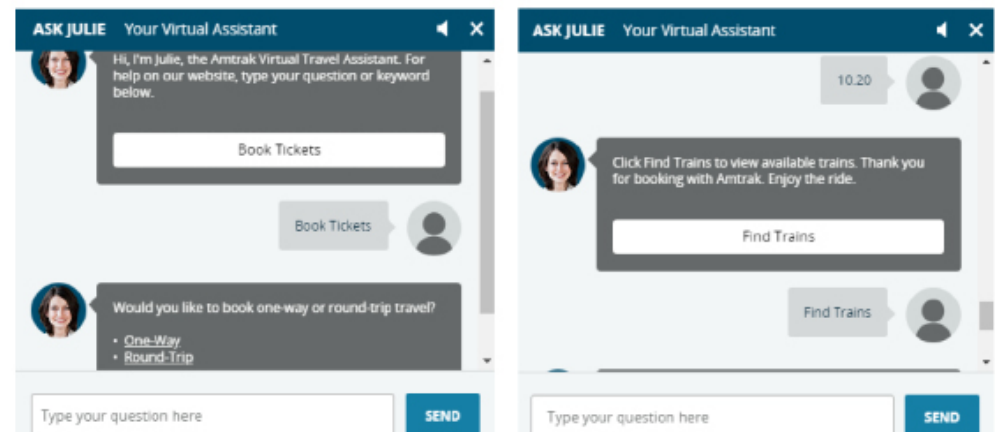 ASK JULIE Your Virtual Assistant
Hi, I'm Julie, the Amtrak Virtual Travel Assistant. For
help on our website, type your question or keyword
below.
Book Tickets
Book Tickets
Would you like to book one-way or round-trip travel?
• One-Way
• Round-Trip
Type your question here
SEND
ASK JULIE Your Virtual Assistant
10.20
Click Find Trains to view available trains. Thank you
for booking with Amtrak. Enjoy the ride.
Find Trains
Find Trains
Type your question here
SEND